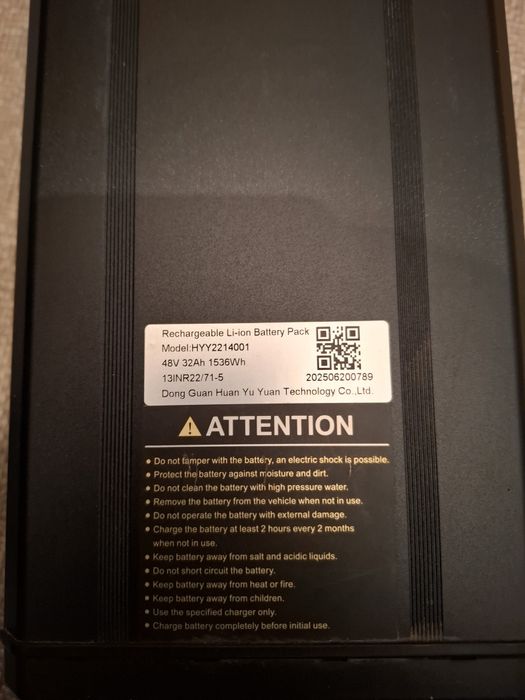 Rechargeable Li-ion Battery Pack
Model:HYY2214001
48V 32Ah 1536Wh
13INR22/71-5
202506200789
Dong Guan Huan Yu Yuan Technology Co.,Ltd.
ATTENTION
• Do not tamper with the battery, an electric shock is possible.
• Protect the battery against moisture and dirt.
• Do not clean the battery with high pressure water.
• Remove the battery from the vehicle when not in use.
• Do not operate the battery with external damage.
• Charge the battery at least 2 hours every 2 months
when not in use.
• Keep battery away from salt and acidic liquids.
• Do not short circuit the battery.
• Keep battery away from heat or fire.
• Keep battery away from children.
• Use the specified charger only.
• Charge battery completely before initial use.